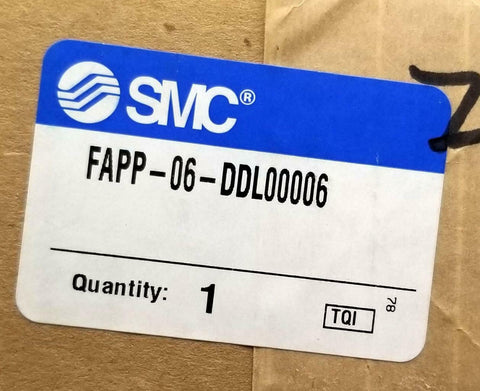 SMC®
FAPP-06-DDL00006
Quantity: 1
TQI
78